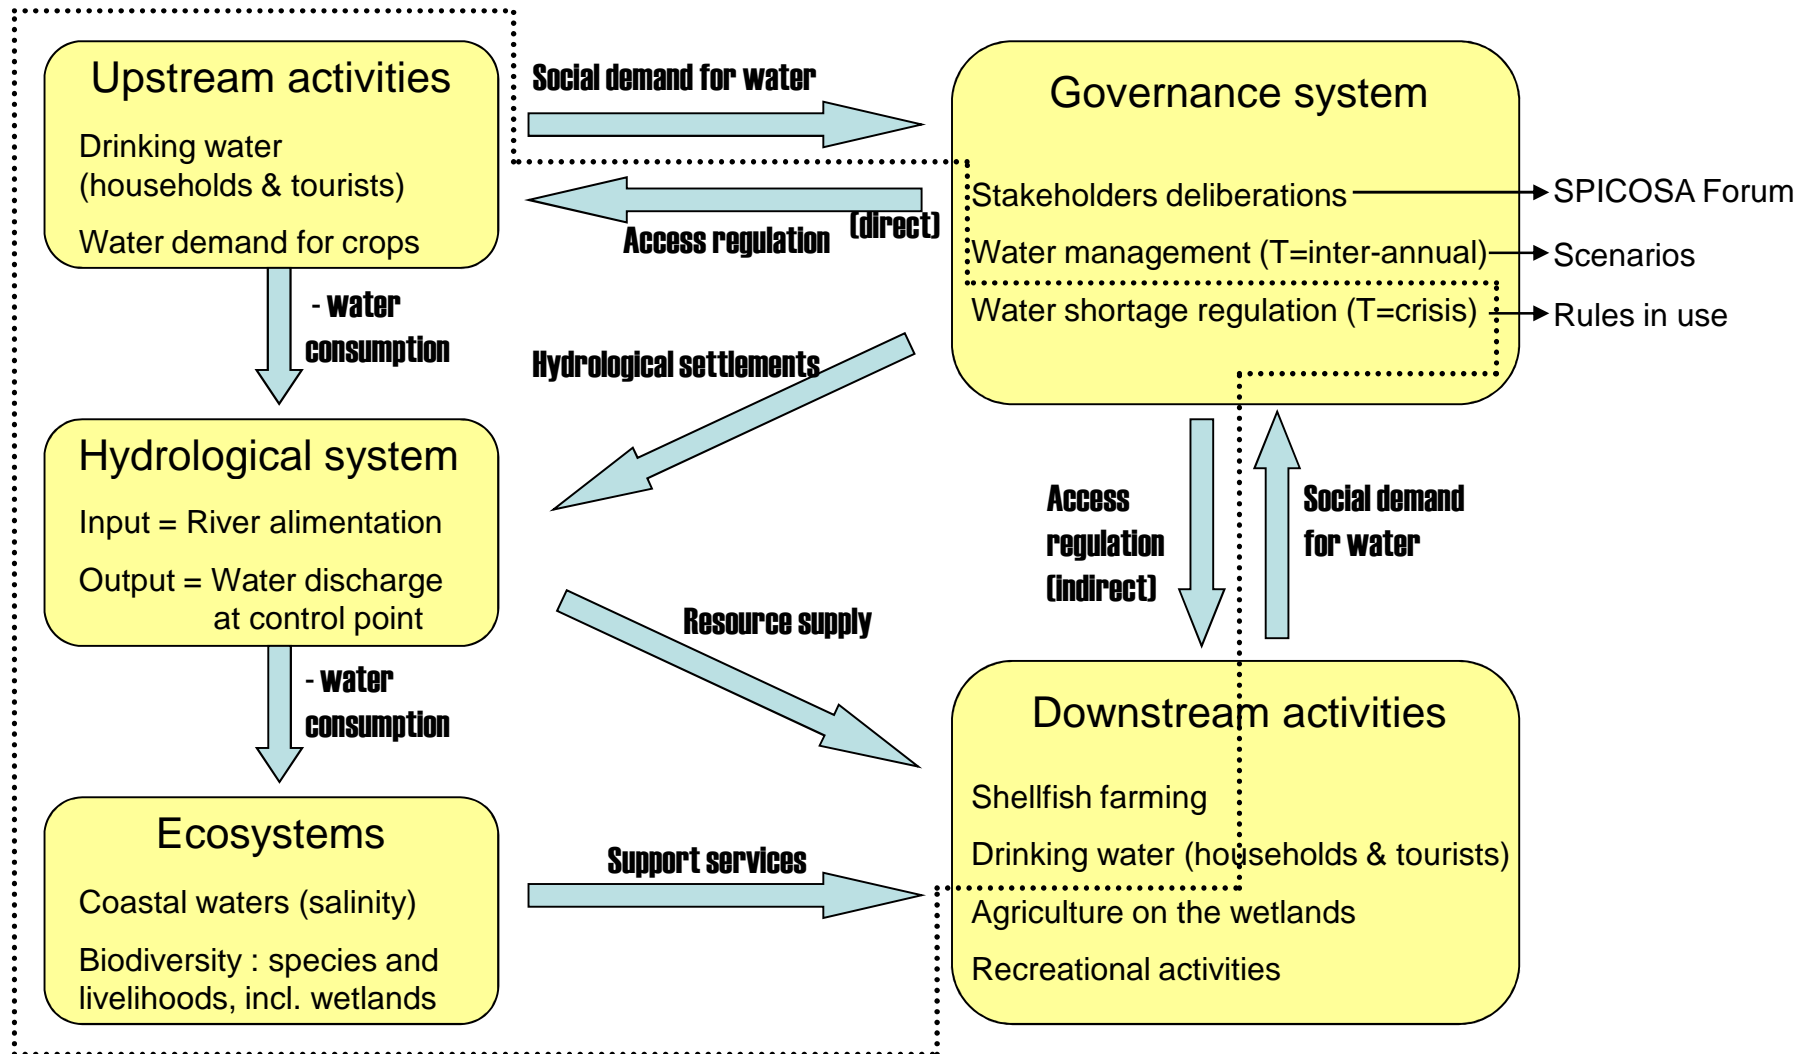 Upstream activities
Drinking water
(households & tourists)
Water demand for crops
Social demand for water
Access regulation
(direct)
Governance system
Stakeholders deliberations
Water management (T=inter-annual)
Water shortage regulation (T=crisis)
SPICOSA Forum
Scenarios
Rules in use
- water
consumption
Hydrological settlements
Hydrological system
Input = River alimentation
Output = Water discharge
at control point
Access
regulation
(indirect)
Social demand
for water
Resource supply
- water
consumption
Ecosystems
Coastal waters (salinity)
Biodiversity : species and
livelihoods, incl. wetlands
Support services
Downstream activities
Shellfish farming
Drinking water (households & tourists)
Agriculture on the wetlands
Recreational activities